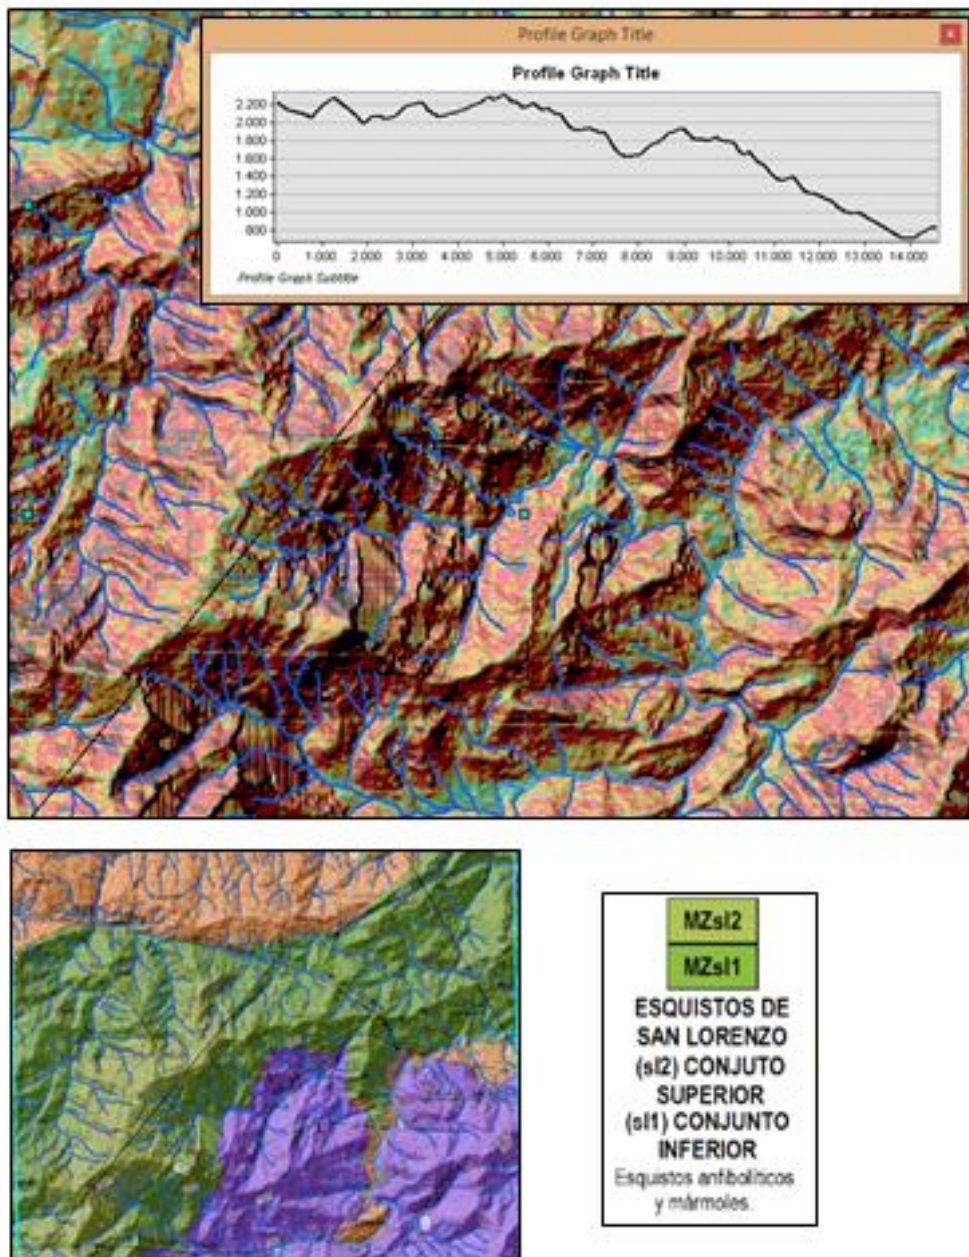 Profile Graph Title
Profile Graph Title
2.200
2.000
1.800
1.600
1.400
1.200
1.000
800
0 1.000 2.000 3.000 4.000 5.000 6.000 7.000 8.000 9.000 10.000 11.000 12.000 13.000 14.000
Profile Graph Subtitle
MZsl2
MZsl1
ESQUISTOS DE
SAN LORENZO
(sl2) CONJUTO
SUPERIOR
(sl1) CONJUNTO
INFERIOR
Esquistos anfibolíticos
y mármoles.